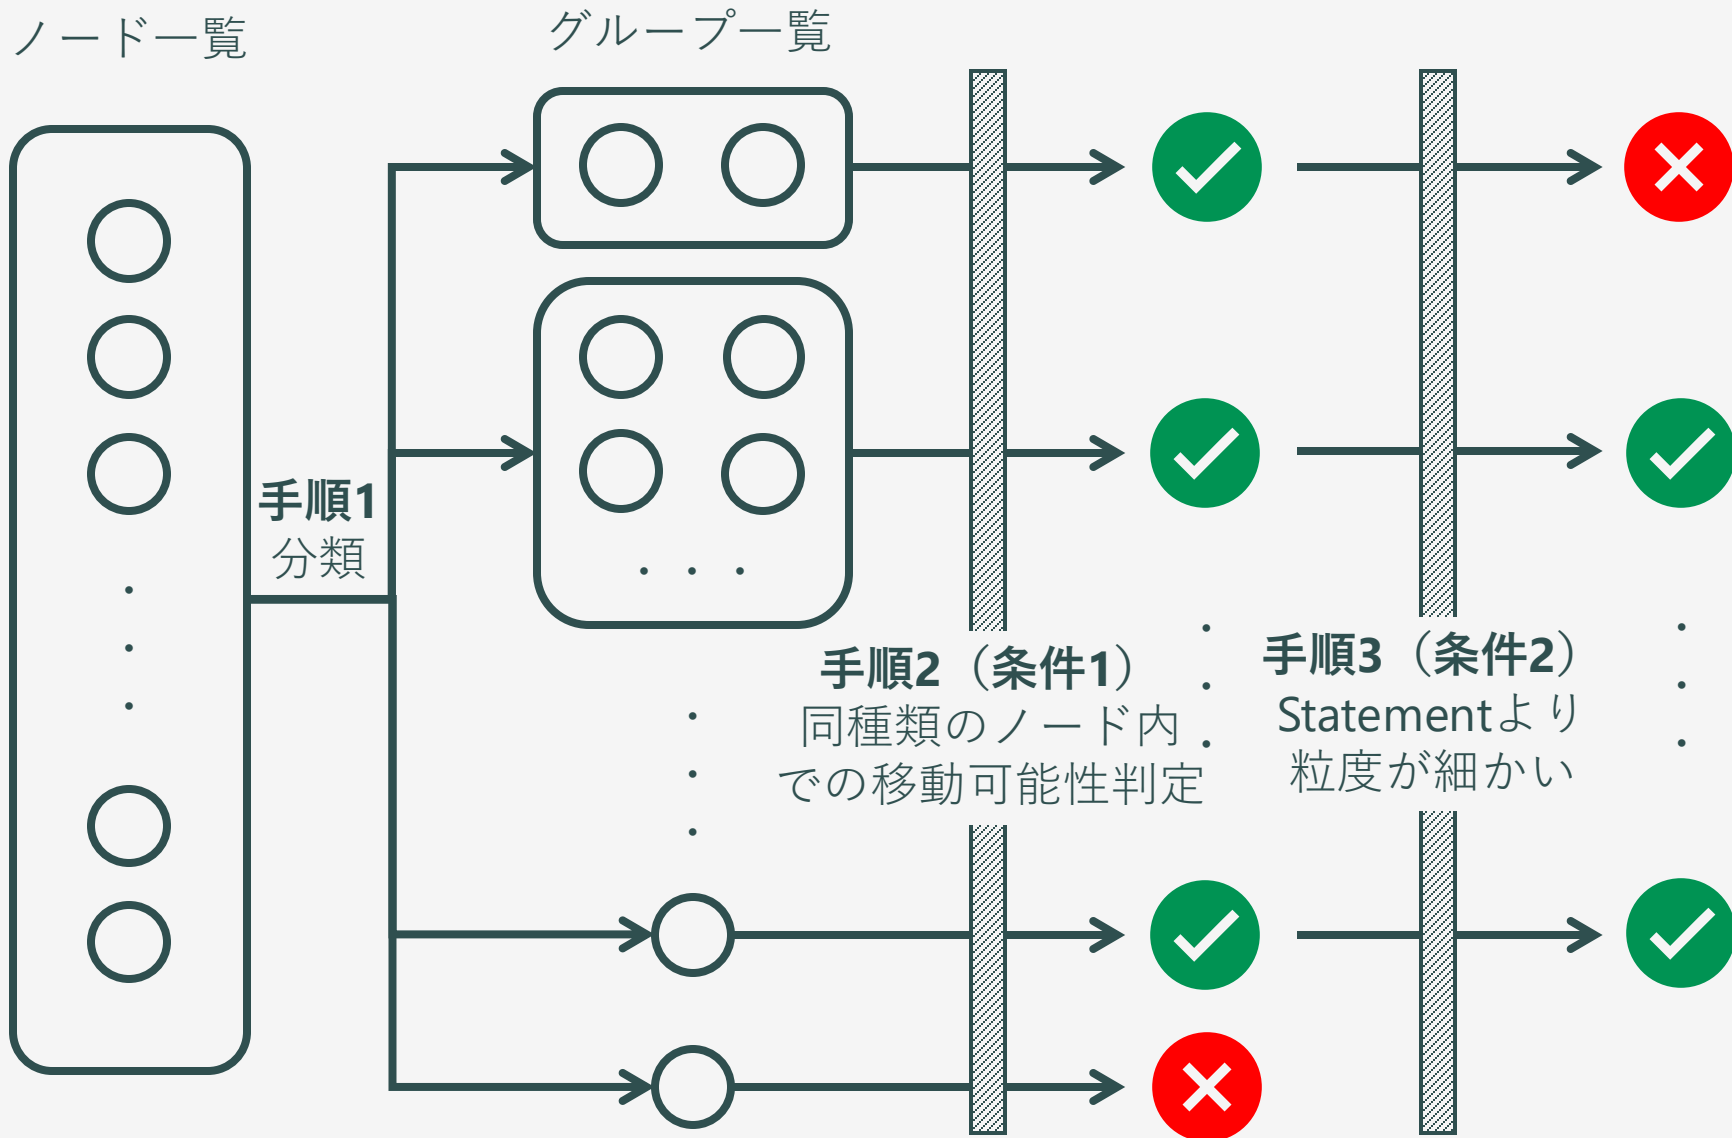 ノード一覧
グループ一覧
手順1
分類
手順2（条件1）
同種類のノード内
での移動可能性判定
手順3（条件2）
Statementより
粒度が細かい